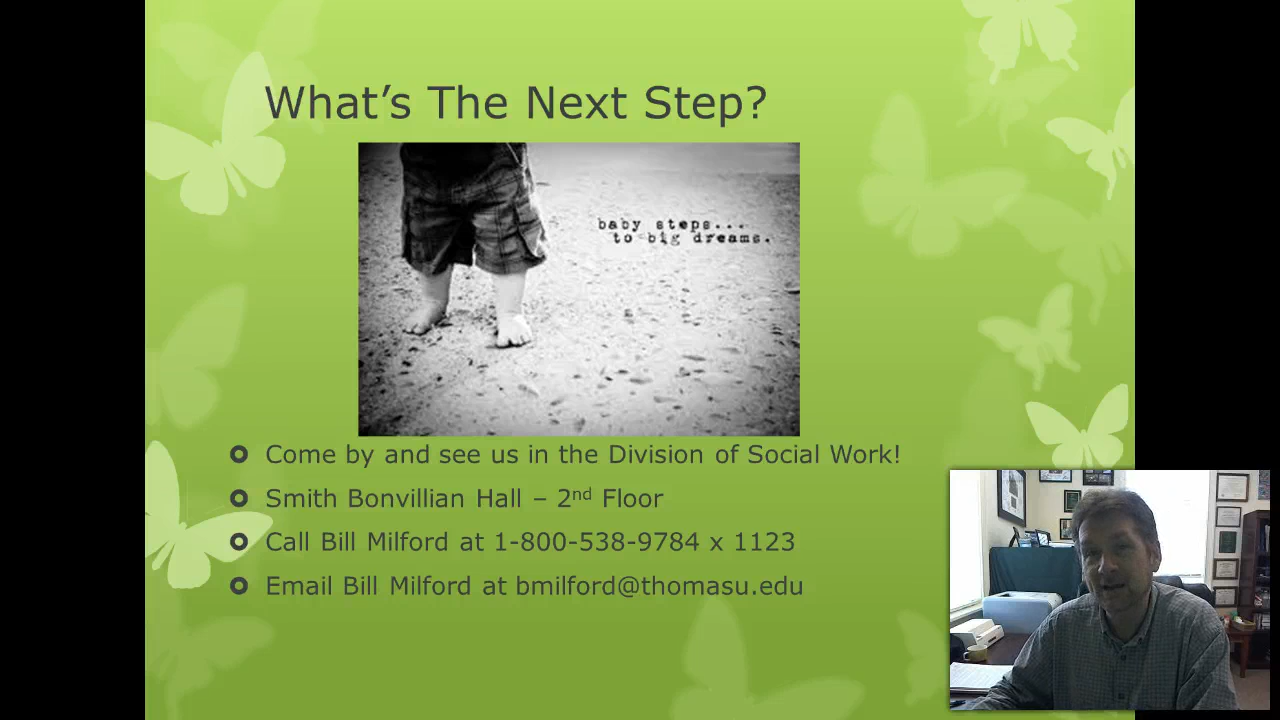 What's The Next Step?
baby steps...
to big dreams.
Come by and see us in the Division of Social Work!
Smith Bonvillian Hall – 2nd Floor
Call Bill Milford at 1-800-538-9784 x 1123
Email Bill Milford at bmilford@thomasu.edu